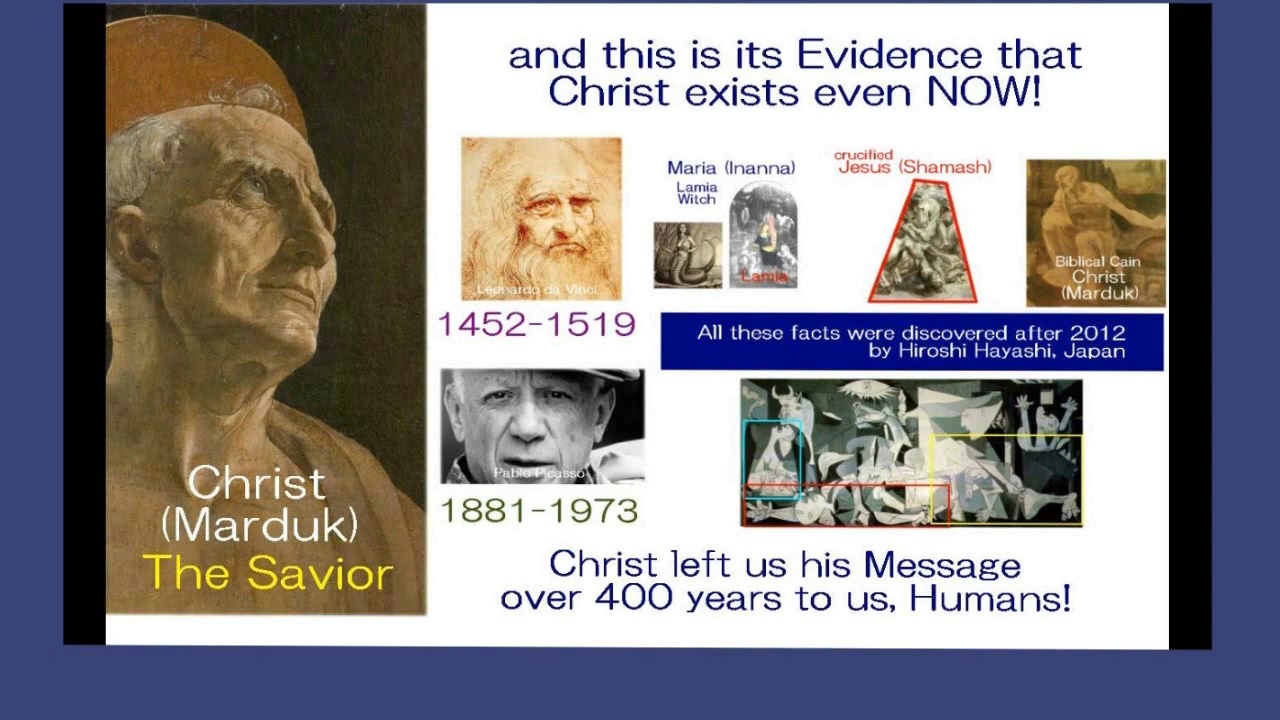 and this is its Evidence that
Christ exists even NOW!
Christ
(Marduk)
The Savior
Leonardo da Vinci
1452-1519
Maria (Inanna)
Lamia
Witch
Lamia
crucified
Jesus (Shamash)
Biblical Cain
Christ
(Marduk)
All these facts were discovered after 2012
by Hiroshi Hayashi, Japan
Pablo Picasso
1881-1973
Christ left us his Message
over 400 years to us, Humans!